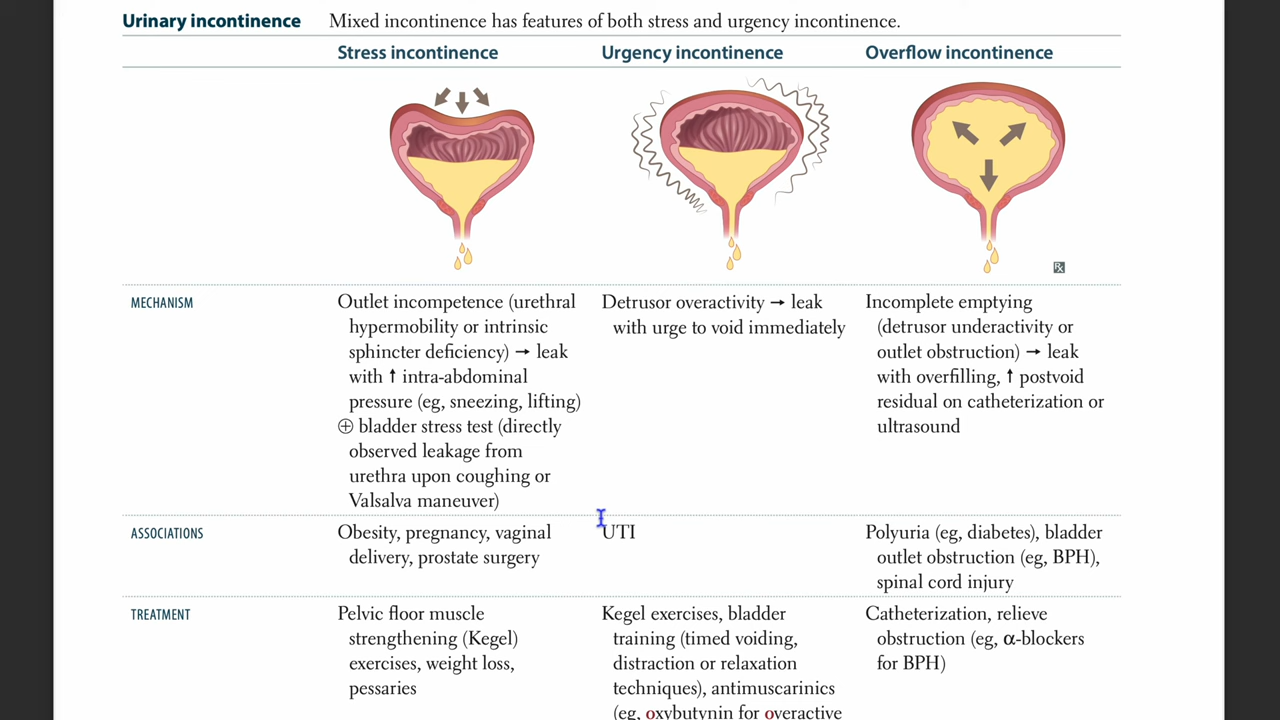 Urinary incontinence Mixed incontinence has features of both stress and urgency incontinence.
Stress incontinence Urgency incontinence Overflow incontinence
℞
MECHANISM
Outlet incompetence (urethral
hypermobility or intrinsic
sphincter deficiency) → leak
with ↑ intra-abdominal
pressure (eg, sneezing, lifting)
⊕ bladder stress test (directly
observed leakage from
urethra upon coughing or
Valsalva maneuver)
Detrusor overactivity → leak
with urge to void immediately
Incomplete emptying
(detrusor underactivity or
outlet obstruction) → leak
with overfilling, ↑ postvoid
residual on catheterization or
ultrasound
ASSOCIATIONS
Obesity, pregnancy, vaginal
delivery, prostate surgery
UTI
Polyuria (eg, diabetes), bladder
outlet obstruction (eg, BPH),
spinal cord injury
TREATMENT
Pelvic floor muscle
strengthening (Kegel)
exercises, weight loss,
pessaries
Kegel exercises, bladder
training (timed voiding,
distraction or relaxation
techniques), antimuscarinics
(eg, oxybutynin for overactive
Catheterization, relieve
obstruction (eg, α-blockers
for BPH)